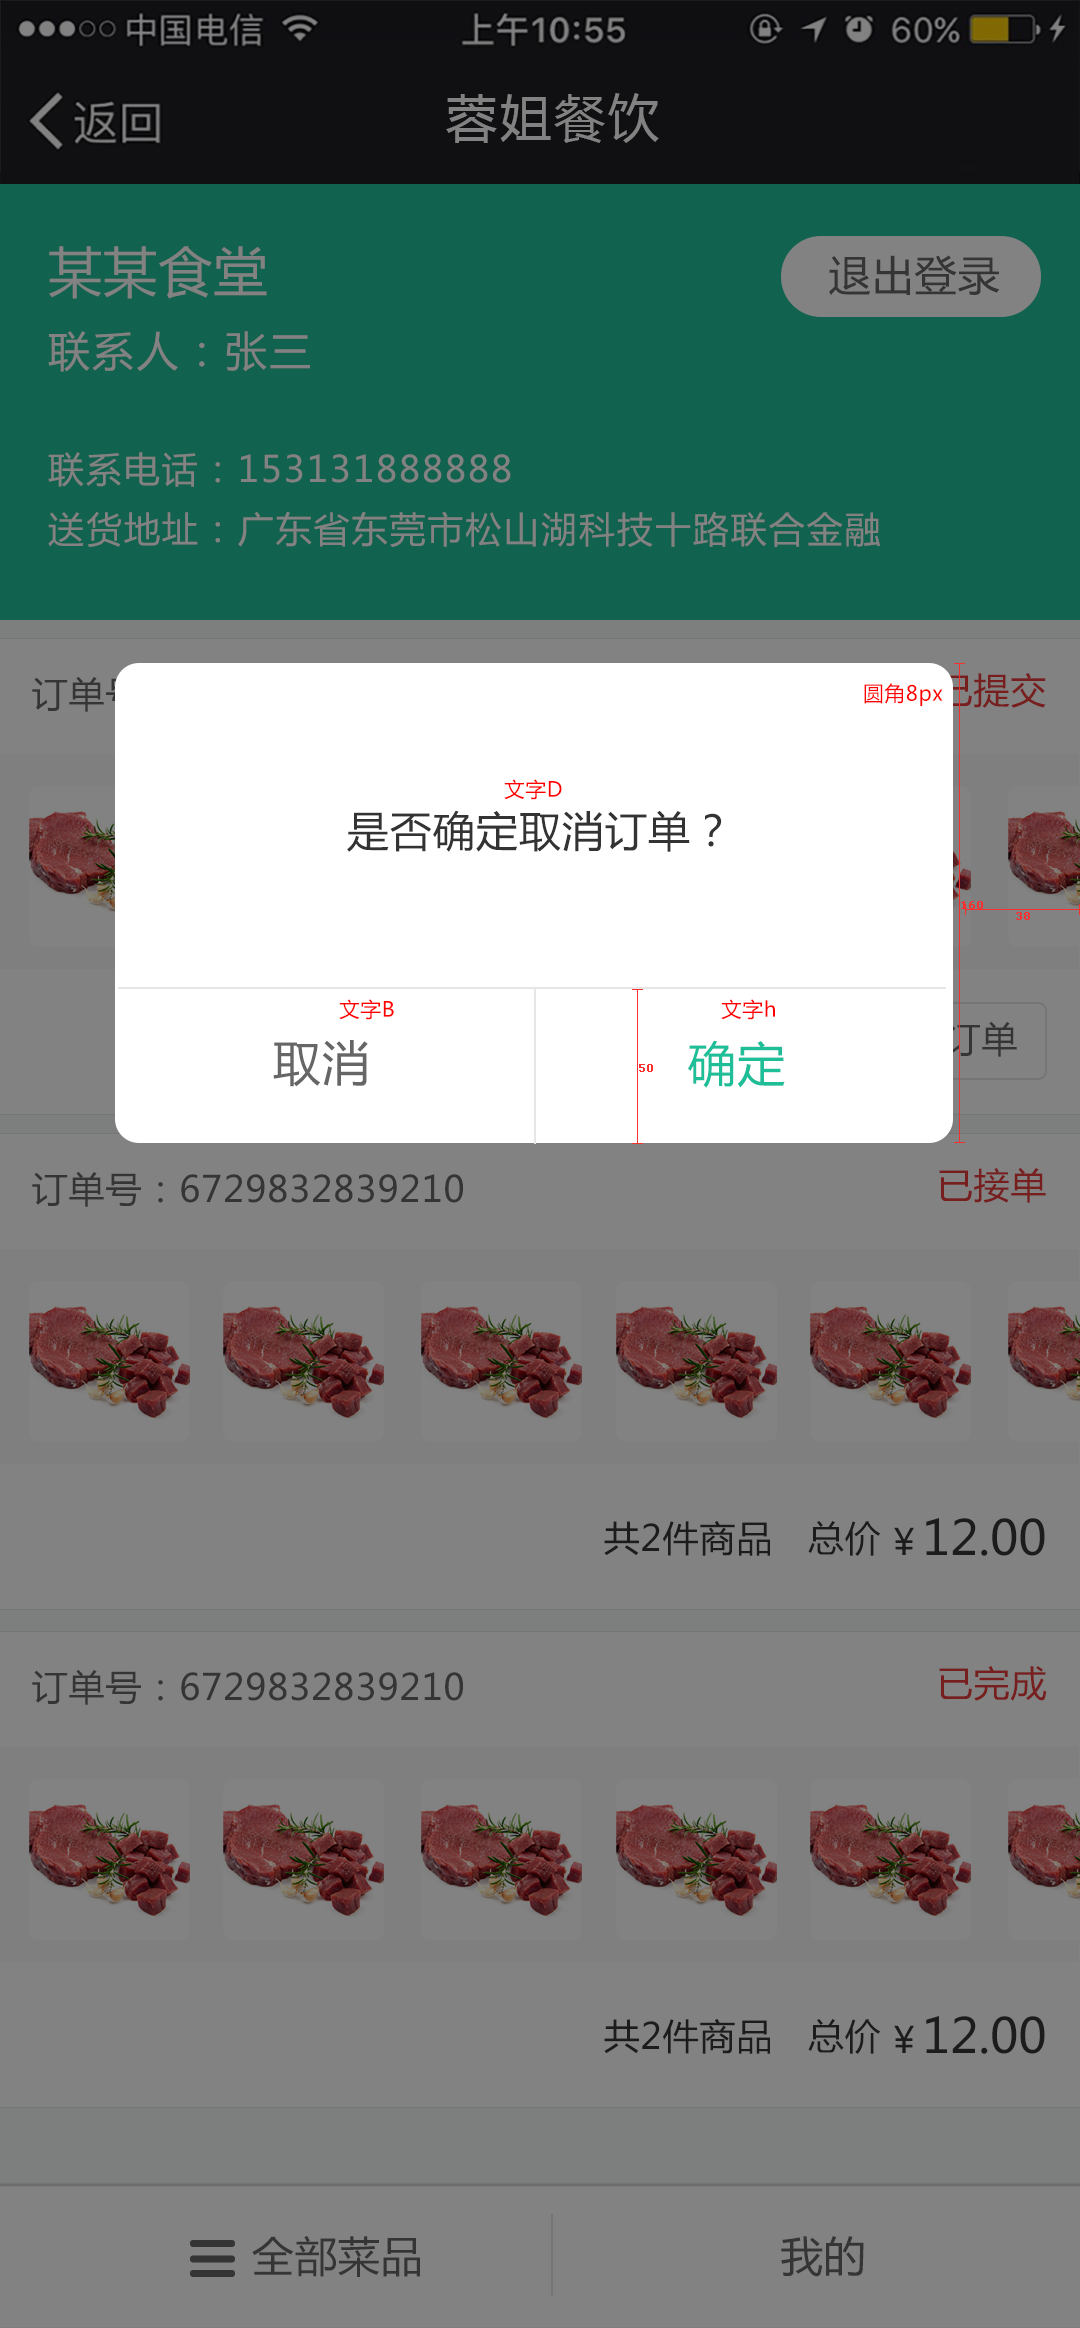 中国电信 上午10:55 60%
返回 蓉姐餐饮
某某食堂 退出登录
联系人：张三
联系电话：153131888888
送货地址：广东省东莞市松山湖科技十路联合金融
订单 已提交
圆角8px
文字D
是否确定取消订单？
160
38
文字B 文字h
取消 确定
50
订单
订单号：6729832839210 已接单
共2件商品 总价 ¥12.00
订单号：6729832839210 已完成
共2件商品 总价 ¥12.00
全部菜品 我的